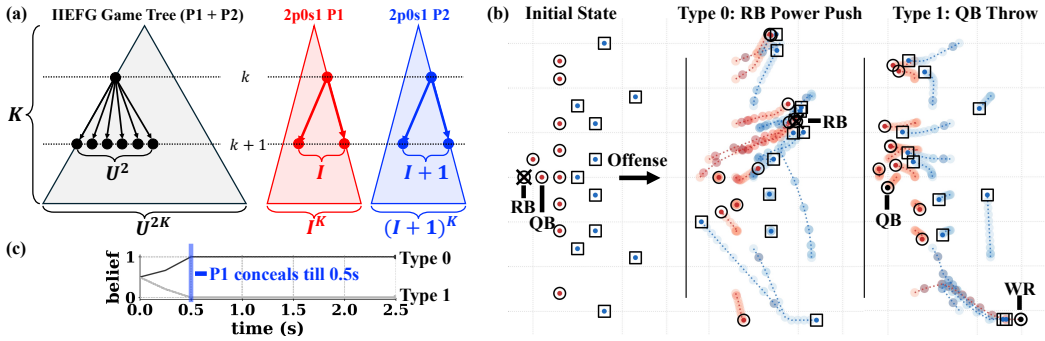 (a)
IIEFG Game Tree (P1 + P2)
2p0s1 P1
2p0s1 P2
K
k
k + 1
U²
I
I + 1
U²ᴷ
Iᴷ
(I + 1)ᴷ
(b)
Initial State
Type 0: RB Power Push
Type 1: QB Throw
Offense
RB
QB
RB
QB
WR
(c)
belief
1
0
Type 0
P1 conceals till 0.5s
Type 1
0.0 0.5 1.0 1.5 2.0 2.5
time (s)